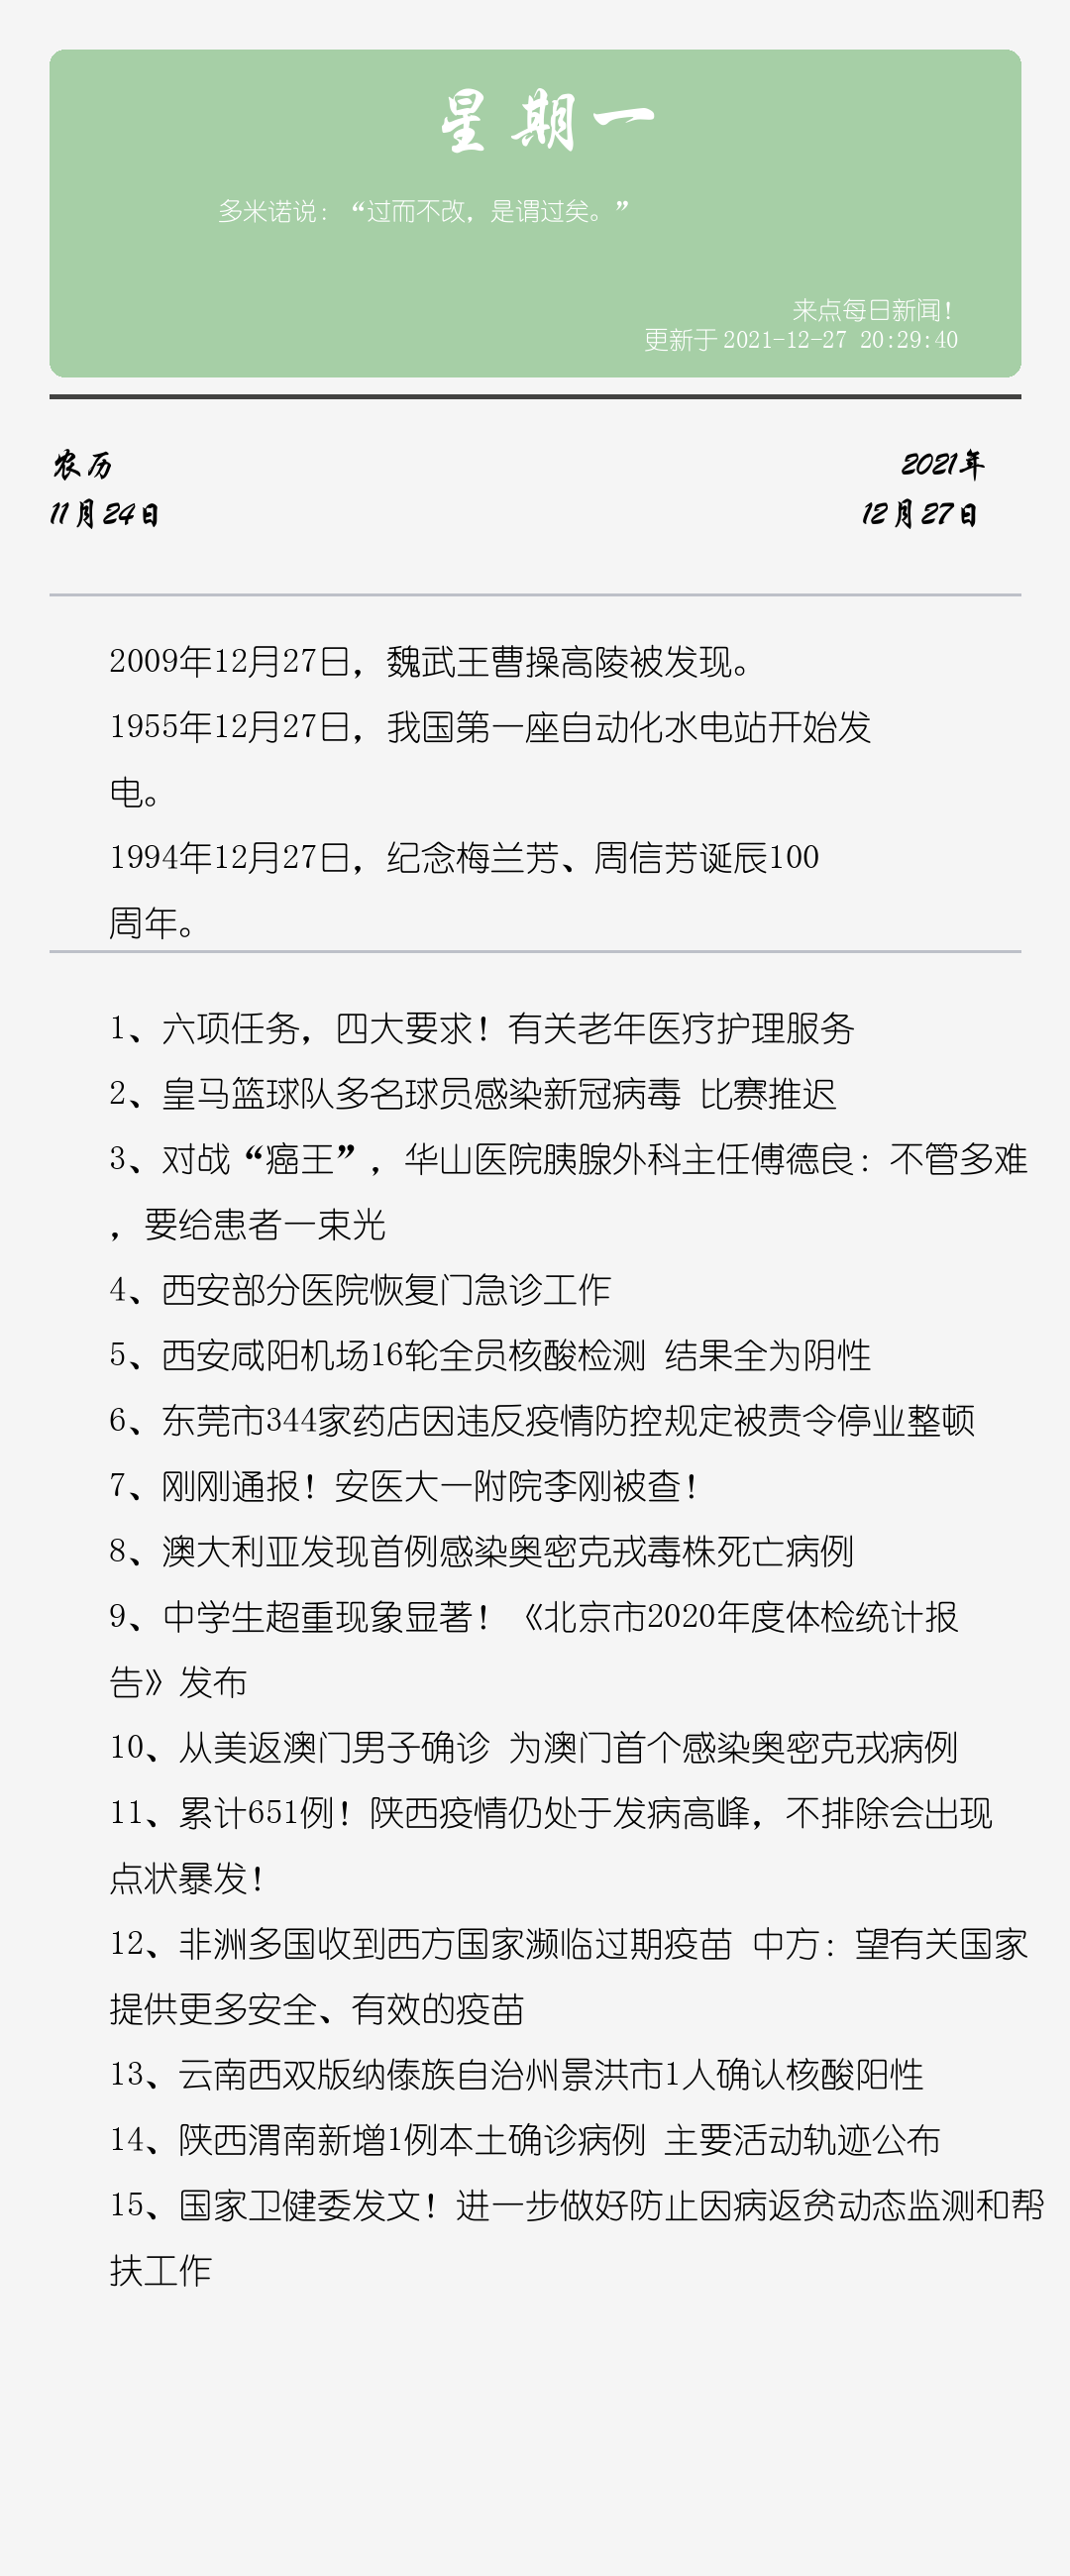 星期一
多米诺说：“过而不改，是谓过矣。”
来点每日新闻！
更新于 2021-12-27 20:29:40
农历
2021年
11月24日
12月27日
2009年12月27日，魏武王曹操高陵被发现。
1955年12月27日，我国第一座自动化水电站开始发
电。
1994年12月27日，纪念梅兰芳、周信芳诞辰100
周年。
1、六项任务，四大要求！有关老年医疗护理服务
2、皇马篮球队多名球员感染新冠病毒 比赛推迟
3、对战“癌王”，华山医院胰腺外科主任傅德良：不管多难
，要给患者一束光
4、西安部分医院恢复门急诊工作
5、西安咸阳机场16轮全员核酸检测 结果全为阴性
6、东莞市344家药店因违反疫情防控规定被责令停业整顿
7、刚刚通报！安医大一附院李刚被查！
8、澳大利亚发现首例感染奥密克戎毒株死亡病例
9、中学生超重现象显著！《北京市2020年度体检统计报
告》发布
10、从美返澳门男子确诊 为澳门首个感染奥密克戎病例
11、累计651例！陕西疫情仍处于发病高峰，不排除会出现
点状暴发！
12、非洲多国收到西方国家濒临过期疫苗 中方：望有关国家
提供更多安全、有效的疫苗
13、云南西双版纳傣族自治州景洪市1人确认核酸阳性
14、陕西渭南新增1例本土确诊病例 主要活动轨迹公布
15、国家卫健委发文！进一步做好防止因病返贫动态监测和帮
扶工作